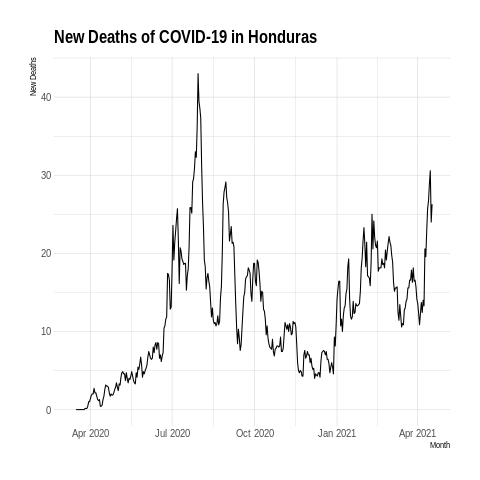 New Deaths of COVID-19 in Honduras
New Deaths
40
30
20
10
0
Apr 2020
Jul 2020
Oct 2020
Jan 2021
Apr 2021
Month